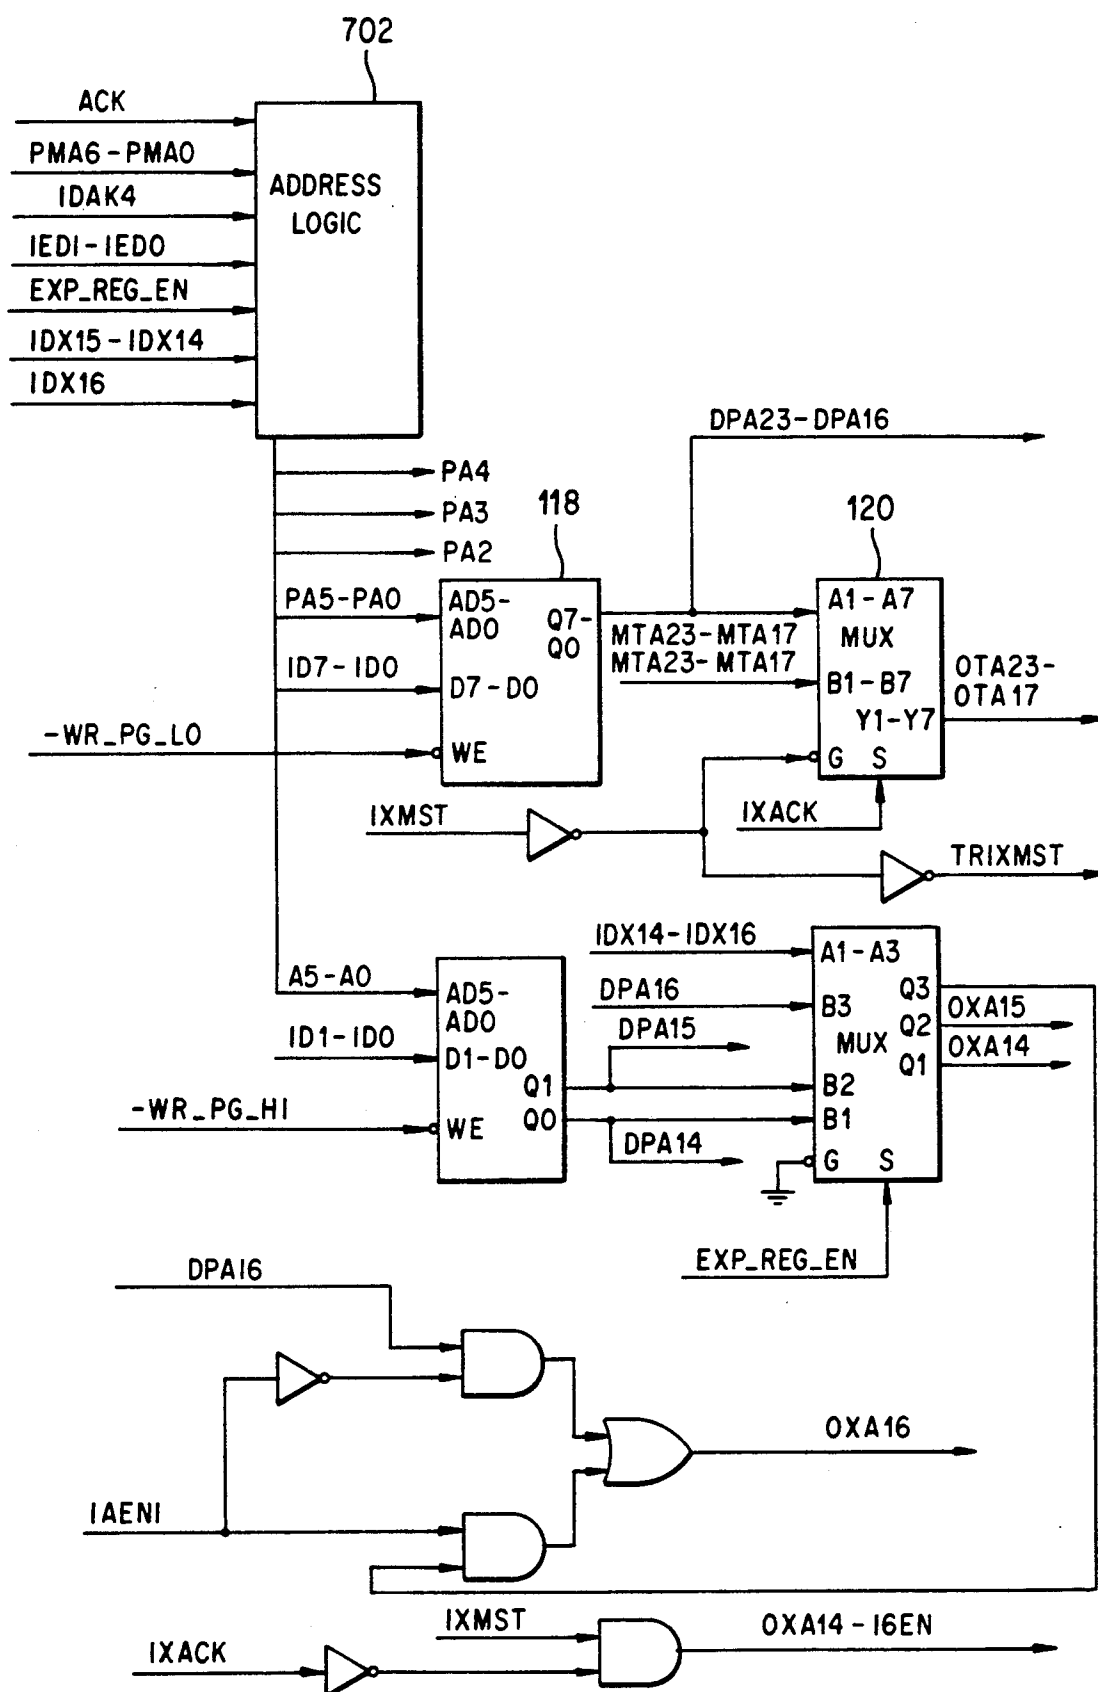 702
ACK
PMA6-PMA0
IDAK4
IED1-IED0
EXP_REG_EN
IDX15-IDX14
IDX16
ADDRESS
LOGIC
DPA23-DPA16
PA4
PA3
PA2
118
120
PA5-PA0
AD5-
AD0
Q7-
Q0
MTA23-MTA17
MTA23-MTA17
A1-A7
MUX
ID7-ID0
D7-D0
B1-B7
OTA23-
OTA17
Y1-Y7
-WR_PG_LO
WE
G S
IXMST
IXACK
TRIXMST
IDX14-IDX16
A1-A3
A5-A0
AD5-
AD0
DPA16
B3
Q3
DPA15
MUX
Q2
OXA15
ID1-ID0
D1-D0
Q1
OXA14
Q1
B2
-WR_PG_HI
WE
Q0
B1
DPA14
G S
EXP_REG_EN
DPA16
OXA16
IAEN1
IXMST
OXA14-16EN
IXACK